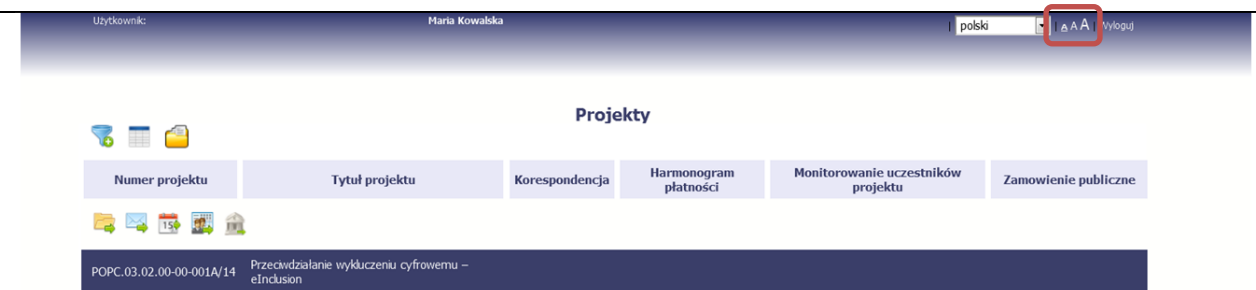 Użytkownik: Maria Kowalska | polski | A A A | Wyloguj
Projekty
Numer projektu Tytuł projektu Korespondencja Harmonogram płatności Monitorowanie uczestników projektu Zamowienie publiczne
15
POPC.03.02.00-00-001A/14 Przeciwdziałanie wykluczeniu cyfrowemu –
eInclusion